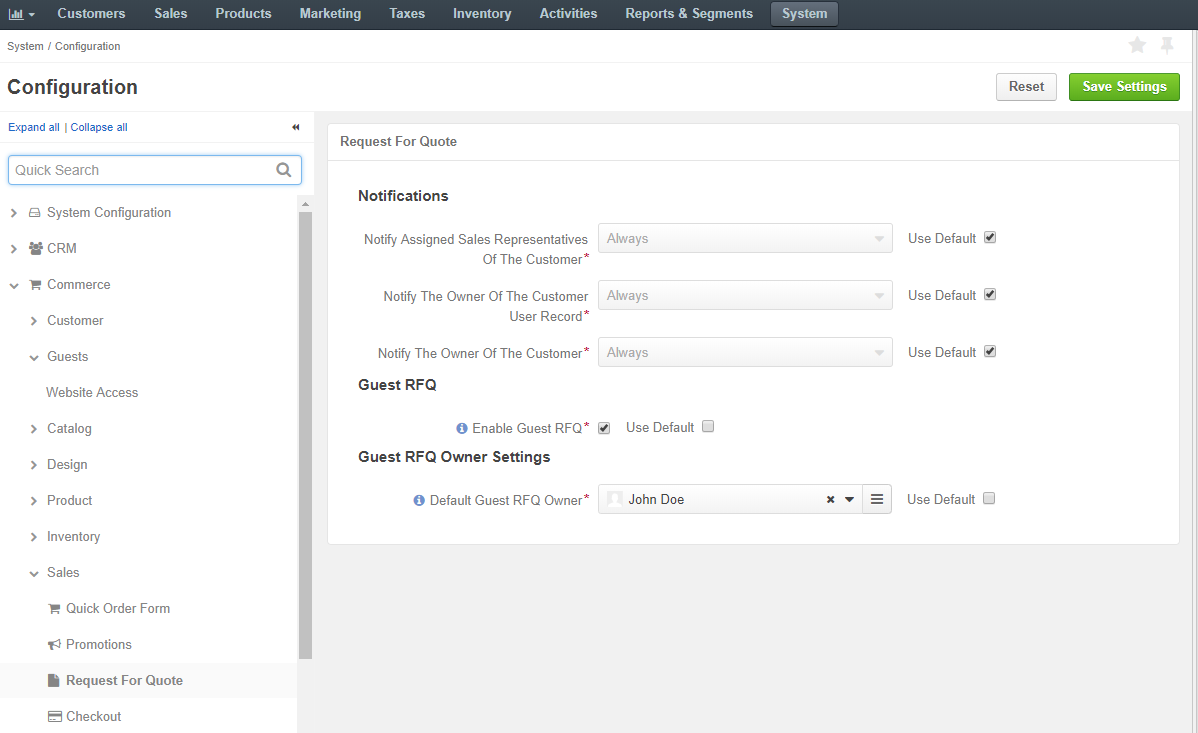 Customers Sales Products Marketing Taxes Inventory Activities Reports & Segments System
System / Configuration
Configuration
Reset Save Settings
Expand all | Collapse all
Quick Search
System Configuration
CRM
Commerce
Customer
Guests
Website Access
Catalog
Design
Product
Inventory
Sales
Quick Order Form
Promotions
Request For Quote
Checkout
Request For Quote
Notifications
Notify Assigned Sales Representatives
Of The Customer* Always Use Default
Notify The Owner Of The Customer
User Record* Always Use Default
Notify The Owner Of The Customer* Always Use Default
Guest RFQ
Enable Guest RFQ* Use Default
Guest RFQ Owner Settings
Default Guest RFQ Owner* John Doe Use Default